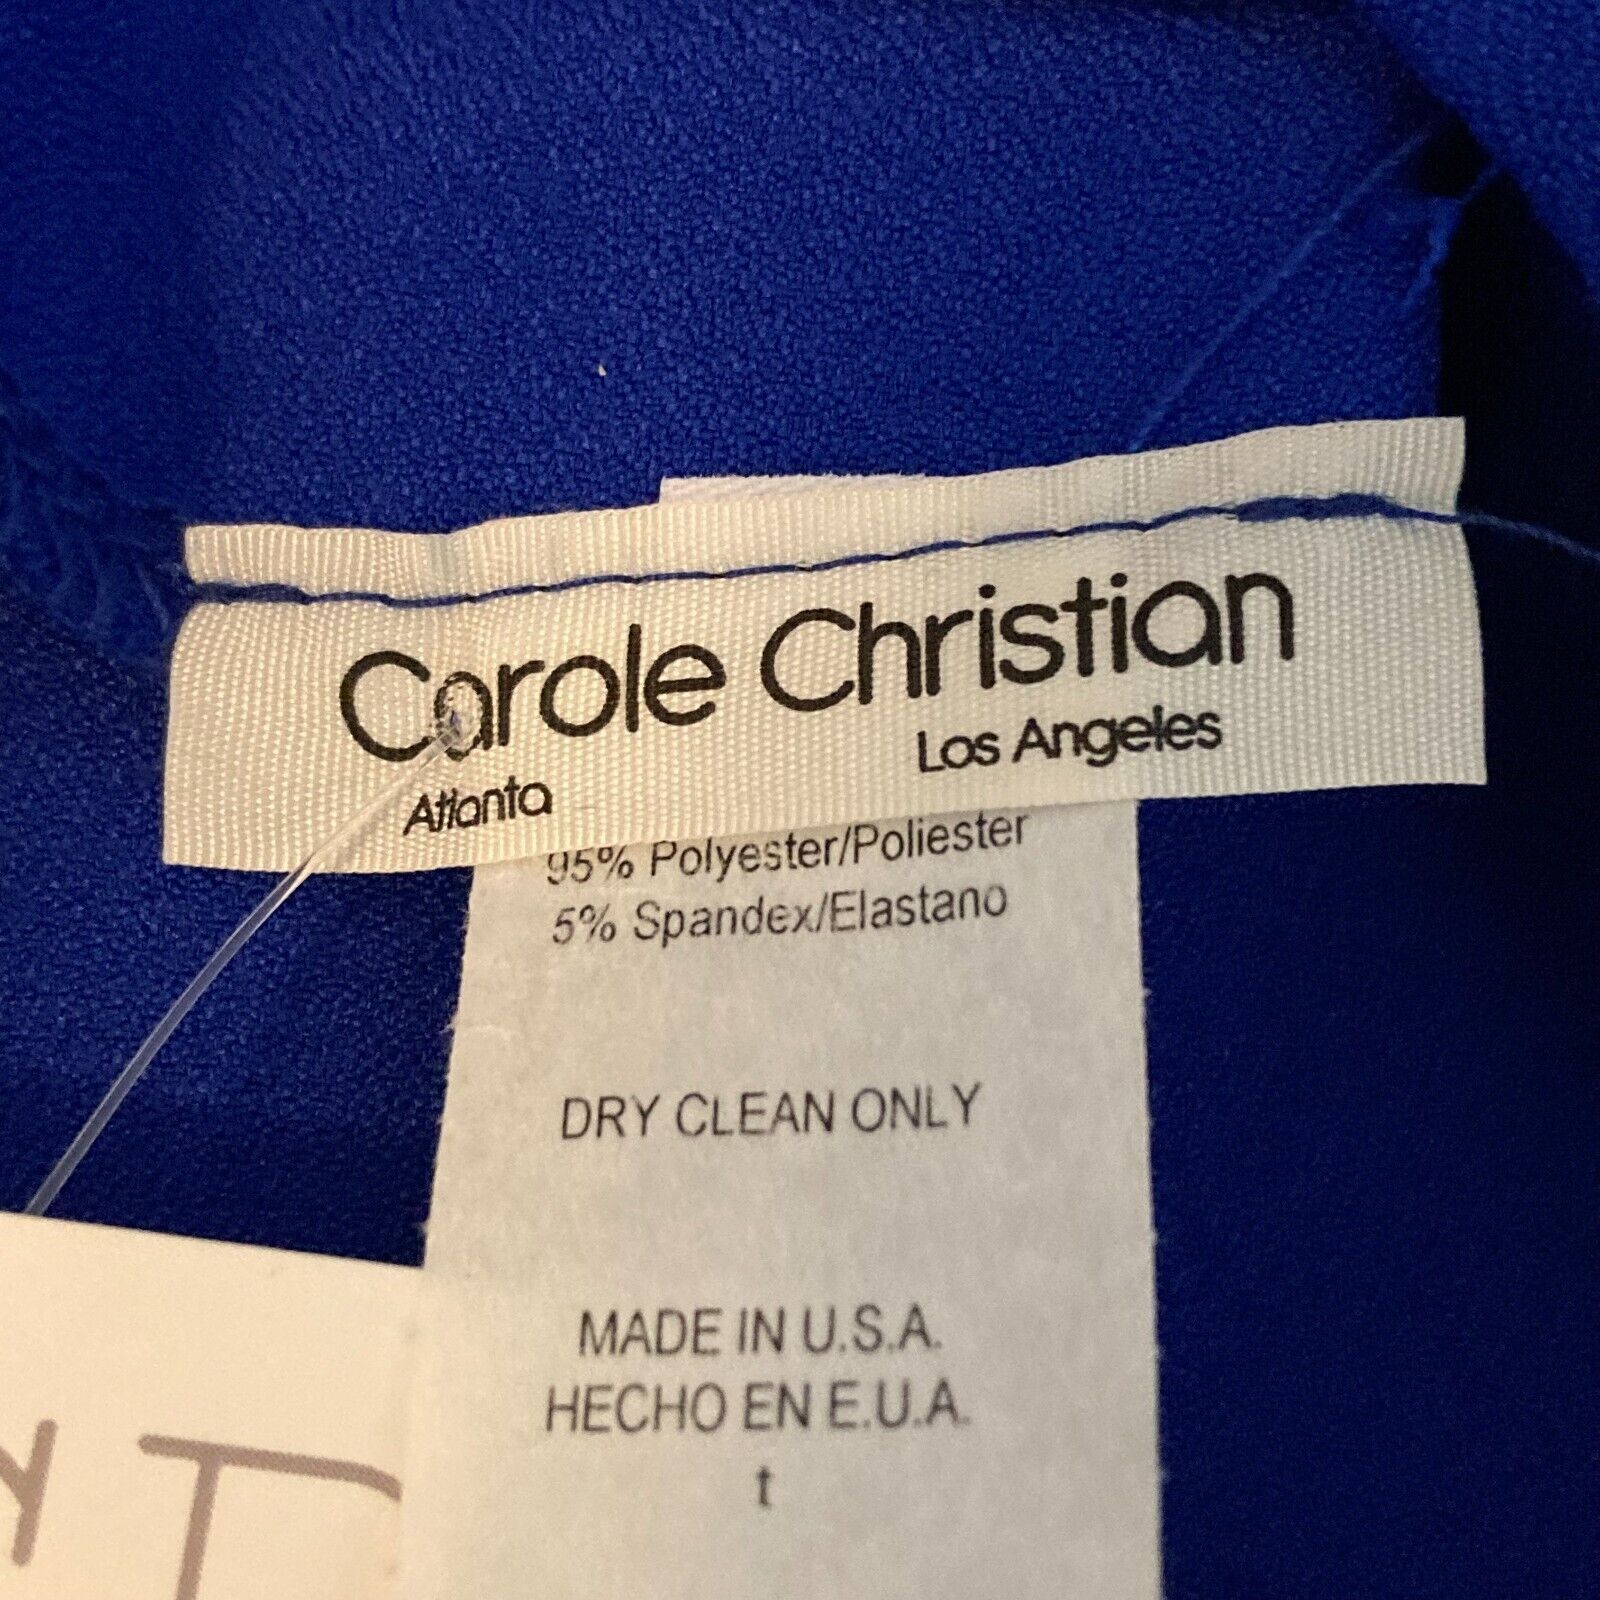 Carole Christian
Atlanta Los Angeles
95% Polyester/Poliester
5% Spandex/Elastano
DRY CLEAN ONLY
MADE IN U.S.A.
HECHO EN E.U.A.
t